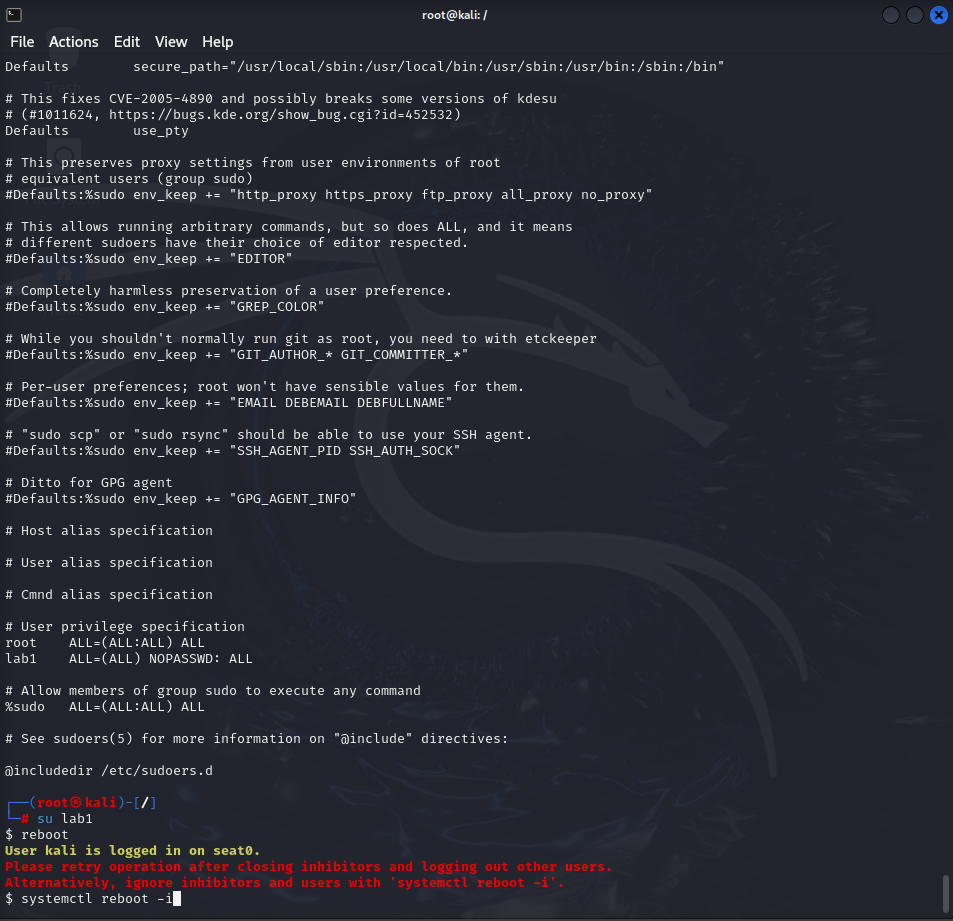 root@kali: /
File Actions Edit View Help
Defaults        secure_path="/usr/local/sbin:/usr/local/bin:/usr/sbin:/usr/bin:/sbin:/bin"
# This fixes CVE-2005-4890 and possibly breaks some versions of kdesu
# (#1011624, https://bugs.kde.org/show_bug.cgi?id=452532)
Defaults        use_pty
# This preserves proxy settings from user environments of root
# equivalent users (group sudo)
#Defaults:%sudo env_keep += "http_proxy https_proxy ftp_proxy all_proxy no_proxy"
# This allows running arbitrary commands, but so does ALL, and it means
# different sudoers have their choice of editor respected.
#Defaults:%sudo env_keep += "EDITOR"
# Completely harmless preservation of a user preference.
#Defaults:%sudo env_keep += "GREP_COLOR"
# While you shouldn't normally run git as root, you need to with etckeeper
#Defaults:%sudo env_keep += "GIT_AUTHOR_* GIT_COMMITTER_*"
# Per-user preferences; root won't have sensible values for them.
#Defaults:%sudo env_keep += "EMAIL DEBEMAIL DEBFULLNAME"
# "sudo scp" or "sudo rsync" should be able to use your SSH agent.
#Defaults:%sudo env_keep += "SSH_AGENT_PID SSH_AUTH_SOCK"
# Ditto for GPG agent
#Defaults:%sudo env_keep += "GPG_AGENT_INFO"
# Host alias specification
# User alias specification
# Cmnd alias specification
# User privilege specification
root    ALL=(ALL:ALL) ALL
lab1    ALL=(ALL) NOPASSWD: ALL
# Allow members of group sudo to execute any command
%sudo   ALL=(ALL:ALL) ALL
# See sudoers(5) for more information on "@include" directives:
@includedir /etc/sudoers.d
┌──(root㉿kali)-[/]
└─# su lab1
$ reboot
User kali is logged in on seat0.
Please retry operation after closing inhibitors and logging out other users.
Alternatively, ignore inhibitors and users with 'systemctl reboot -i'.
$ systemctl reboot -i